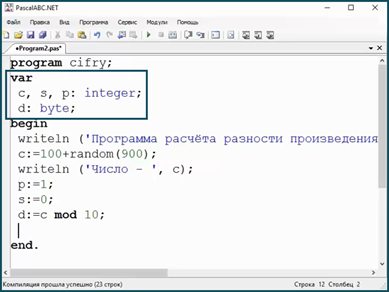 PascalABC.NET
Файл Правка Вид Программа Сервис Модули Помощь
•Program2.pas*
program cifry;
var
c, s, p: integer;
d: byte;
begin
writeln ('Программа расчёта разности произведения
c:=100+random(900);
writeln ('Число - ', c);
p:=1;
s:=0;
d:=c mod 10;
end.
Компиляция прошла успешно (23 строк) Строка 12 Столбец 2